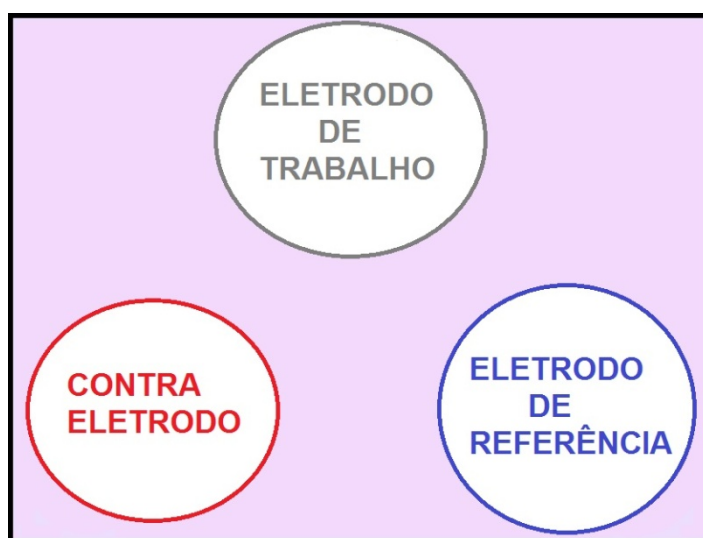 ELETRODO
DE
TRABALHO
CONTRA
ELETRODO
ELETRODO
DE
REFERÊNCIA